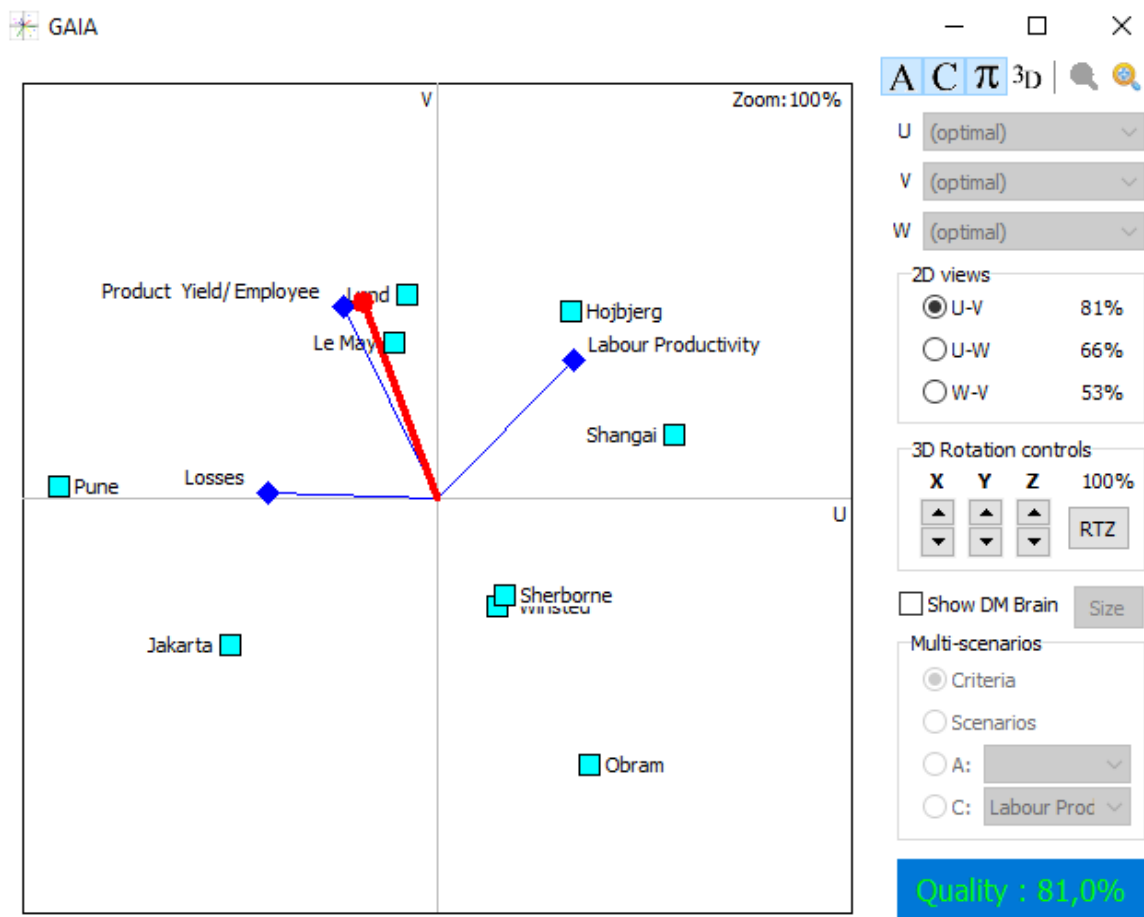 GAIA
A C π 3D
V
Zoom: 100%
U (optimal)
V (optimal)
W (optimal)
2D views
U-V 81%
U-W 66%
W-V 53%
Product Yield/Employee
Lund
Hojbjerg
Le May
Labour Productivity
Shangai
Losses
Pune
U
3D Rotation controls
X Y Z 100%
RTZ
Sherborne
Winsted
Jakarta
Obram
Show DM Brain
Size
Multi-scenarios
Criteria
Scenarios
A:
C: Labour Prod
Quality : 81,0%